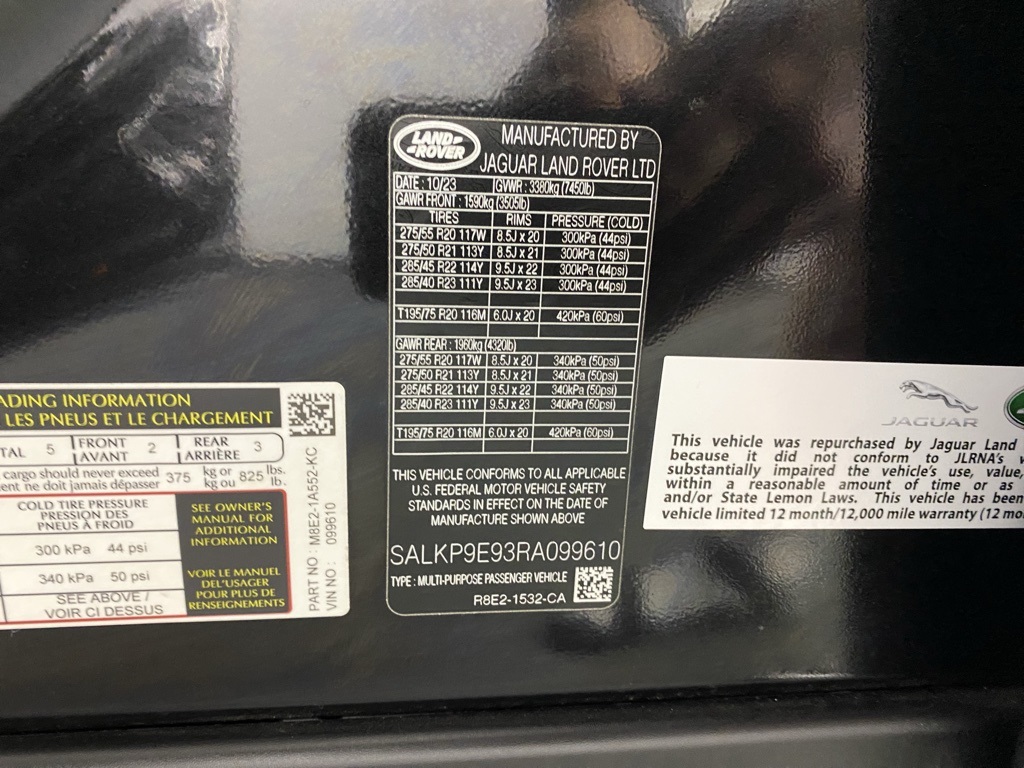 LAND-
-ROVER
MANUFACTURED BY
JAGUAR LAND ROVER LTD
DATE : 10/23 GVWR : 3380kg (7450lb)
GAWR FRONT : 1590kg (3505lb)
TIRES RIMS PRESSURE (COLD)
275/55 R20 117W 8.5J x 20 300kPa (44psi)
275/50 R21 113Y 8.5J x 21 300kPa (44psi)
285/45 R22 114Y 9.5J x 22 300kPa (44psi)
285/40 R23 111Y 9.5J x 23 300kPa (44psi)
T195/75 R20 116M 6.0J x 20 420kPa (60psi)
GAWR REAR : 1960kg (4320lb)
275/55 R20 117W 8.5J x 20 340kPa (50psi)
275/50 R21 113Y 8.5J x 21 340kPa (50psi)
285/45 R22 114Y 9.5J x 22 340kPa (50psi)
285/40 R23 111Y 9.5J x 23 340kPa (50psi)
T195/75 R20 116M 6.0J x 20 420kPa (60psi)
THIS VEHICLE CONFORMS TO ALL APPLICABLE
U.S. FEDERAL MOTOR VEHICLE SAFETY
STANDARDS IN EFFECT ON THE DATE OF
MANUFACTURE SHOWN ABOVE
SALKP9E93RA099610
TYPE : MULTI-PURPOSE PASSENGER VEHICLE
R8E2-1532-CA
ADING INFORMATION
LES PNEUS ET LE CHARGEMENT
TAL 5 FRONT 2 REAR 3
AVANT ARRIÈRE
cargo should never exceed 375 kg or 825 lbs.
ent ne doit jamais dépasser kg ou lb.
COLD TIRE PRESSURE
PRESSION DES
PNEUS À FROID
300 kPa 44 psi
340 kPa 50 psi
SEE ABOVE /
VOIR CI DESSUS
SEE OWNER'S
MANUAL FOR
ADDITIONAL
INFORMATION
VOIR LE MANUEL
DEL'USAGER
POUR PLUS DE
RENSEIGNEMENTS
PART NO : M8E2-1A5552-KC
VIN NO : 099610
JAGUAR
This vehicle was repurchased by Jaguar Land
because it did not conform to JLRNA's
substantially impaired the vehicle's use, value,
within a reasonable amount of time or as
and/or State Lemon Laws. This vehicle has been
vehicle limited 12 month/12,000 mile warranty (12 mo